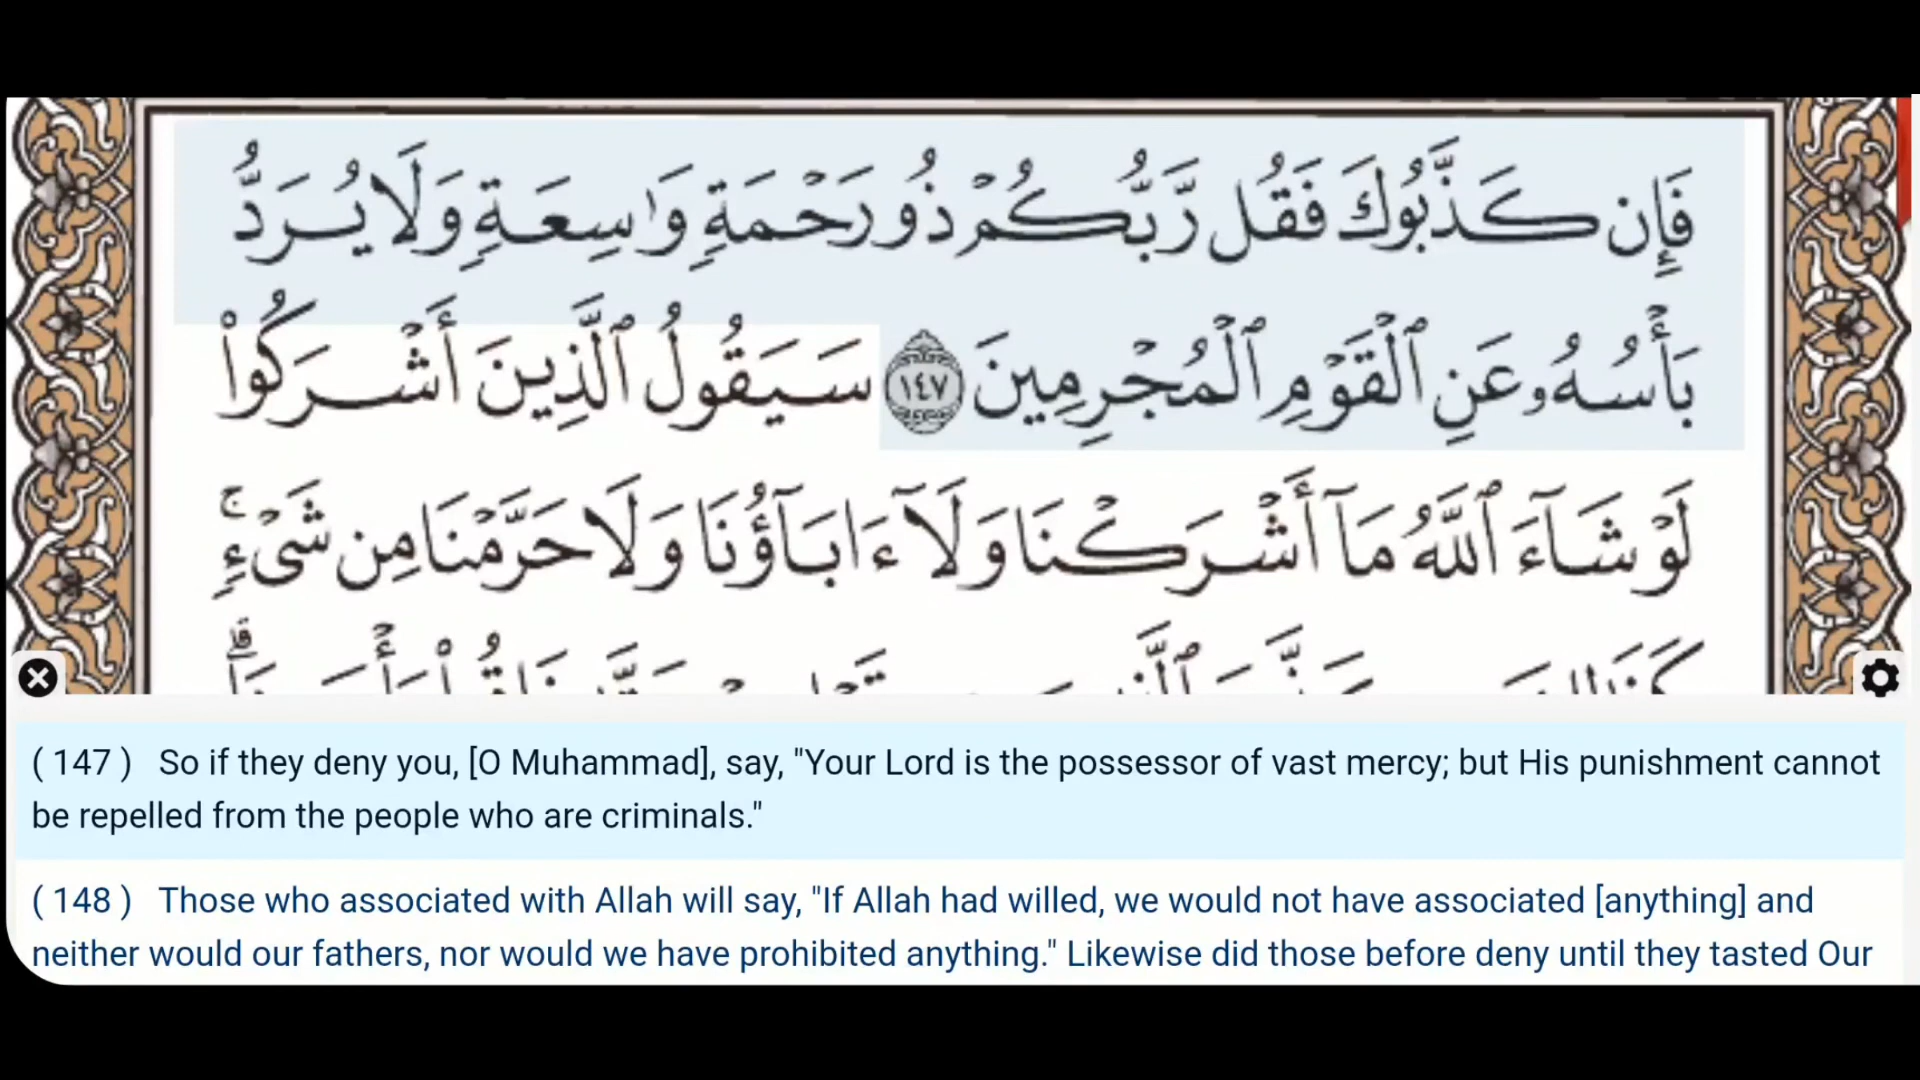 فَإِن كَذَّبُوكَ فَقُل رَّبُّكُمْ ذُو رَحْمَةٍ وَٰسِعَةٍ وَلَا يُرَدُّ
بَأْسُهُۥ عَنِ ٱلْقَوْمِ ٱلْمُجْرِمِينَ ١٤٧ سَيَقُولُ ٱلَّذِينَ أَشْرَكُوا۟
لَوْ شَآءَ ٱللَّهُ مَآ أَشْرَكْنَا وَلَآ ءَابَآؤُنَا وَلَا حَرَّمْنَا مِن شَىْءٍ ۚ
( 147 ) So if they deny you, [O Muhammad], say, "Your Lord is the possessor of vast mercy; but His punishment cannot
be repelled from the people who are criminals."
( 148 ) Those who associated with Allah will say, "If Allah had willed, we would not have associated [anything] and
neither would our fathers, nor would we have prohibited anything." Likewise did those before deny until they tasted Our